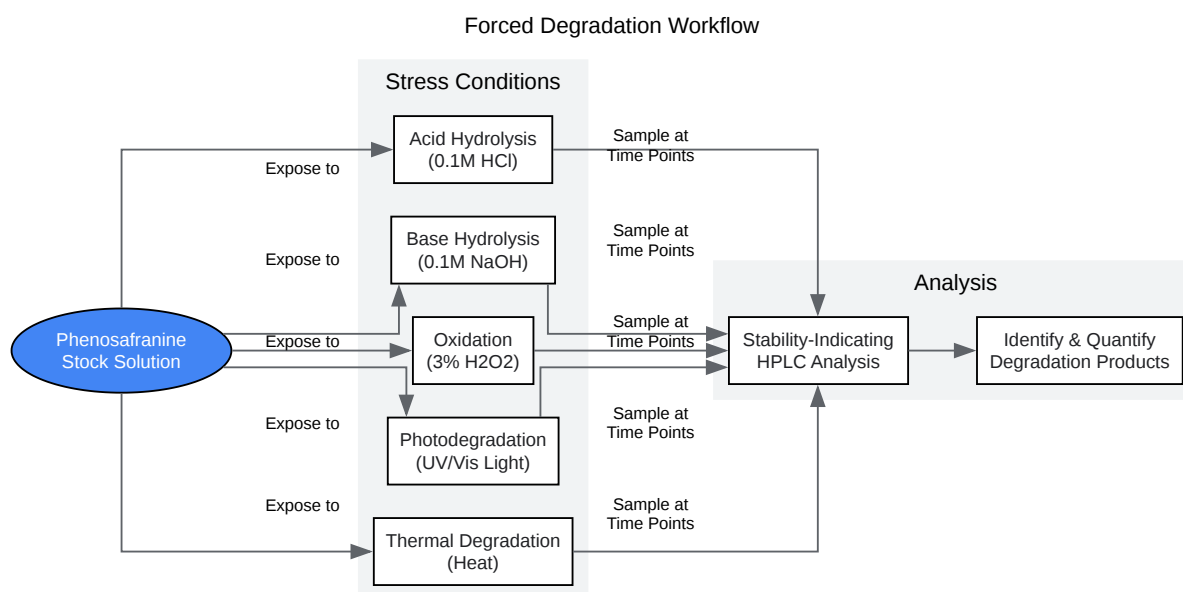 Forced Degradation Workflow
Stress Conditions
Acid Hydrolysis
(0.1M HCl)
Sample at
Time Points
Expose to
Base Hydrolysis
(0.1M NaOH)
Sample at
Time Points
Expose to
Analysis
Phenosafranine
Stock Solution
Expose to
Oxidation
(3% H2O2)
Sample at
Time Points
Stability-Indicating
HPLC Analysis
Identify & Quantify
Degradation Products
Expose to
Photodegradation
(UV/Vis Light)
Sample at
Time Points
Expose to
Thermal Degradation
(Heat)
Sample at
Time Points